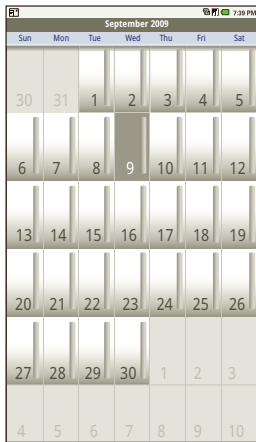 7:39 PM
September 2009
Sun Mon Tue Wed Thu Fri Sat
30 31 1 2 3 4 5
6 7 8 9 10 11 12
13 14 15 16 17 18 19
20 21 22 23 24 25 26
27 28 29 30 1 2 3
4 5 6 7 8 9 10